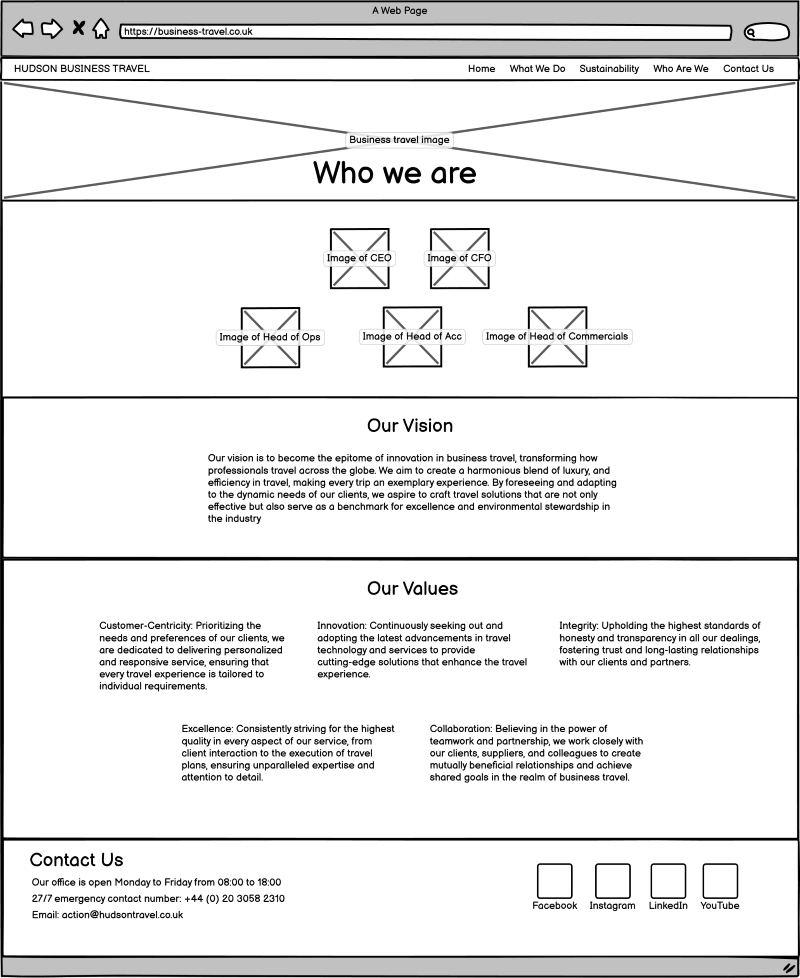 A Web Page
https://business-travel.co.uk
HUDSON BUSINESS TRAVEL Home What We Do Sustainability Who Are We Contact Us
Business travel image
Who we are
Image of CEO Image of CFO
Image of Head of Ops Image of Head of Acc Image of Head of Commercials
Our Vision
Our vision is to become the epitome of innovation in business travel, transforming how
professionals travel across the globe. We aim to create a harmonious blend of luxury, and
efficiency in travel, making every trip an exemplary experience. By foreseeing and adapting
to the dynamic needs of our clients, we aspire to craft travel solutions that are not only
effective but also serve as a benchmark for excellence and environmental stewardship in
the industry
Our Values
Customer-Centricity: Prioritizing the
needs and preferences of our clients, we
are dedicated to delivering personalized
and responsive service, ensuring that
every travel experience is tailored to
individual requirements.
Innovation: Continuously seeking out and
adopting the latest advancements in travel
technology and services to provide
cutting-edge solutions that enhance the travel
experience.
Integrity: Upholding the highest standards of
honesty and transparency in all our dealings,
fostering trust and long-lasting relationships
with our clients and partners.
Excellence: Consistently striving for the highest
quality in every aspect of our service, from
client interaction to the execution of travel
plans, ensuring unparalleled expertise and
attention to detail.
Collaboration: Believing in the power of
teamwork and partnership, we work closely with
our clients, suppliers, and colleagues to create
mutually beneficial relationships and achieve
shared goals in the realm of business travel.
Contact Us
Our office is open Monday to Friday from 08:00 to 18:00
27/7 emergency contact number: +44 (0) 20 3058 2310
Email: action@hudsontravel.co.uk
Facebook Instagram LinkedIn YouTube